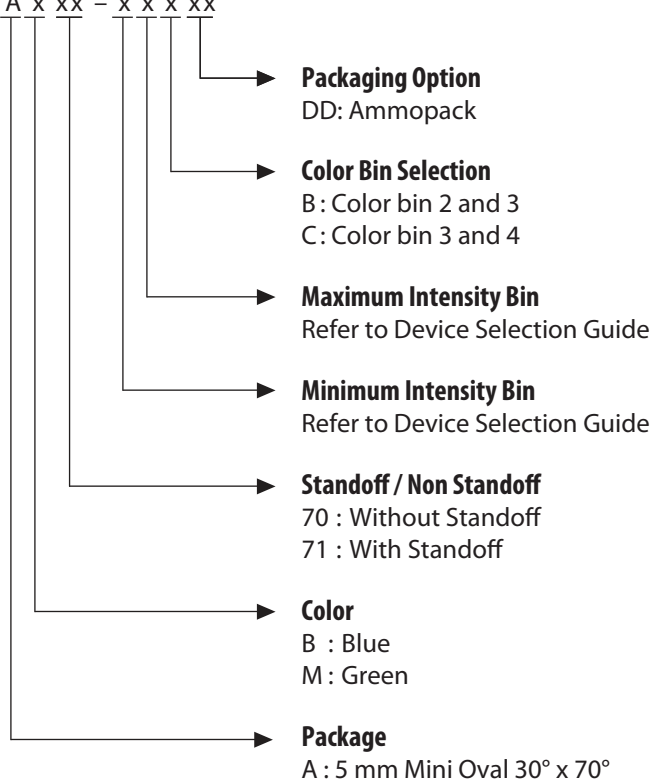 A x xx – x x x xx
Packaging Option
DD: Ammopack
Color Bin Selection
B : Color bin 2 and 3
C : Color bin 3 and 4
Maximum Intensity Bin
Refer to Device Selection Guide
Minimum Intensity Bin
Refer to Device Selection Guide
Standoff / Non Standoff
70 : Without Standoff
71 : With Standoff
Color
B : Blue
M : Green
Package
A : 5 mm Mini Oval 30° x 70°